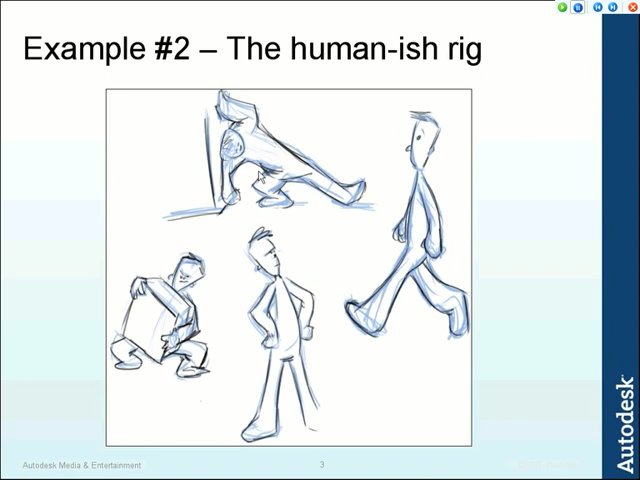 Example #2 – The human-ish rig
Autodesk
Autodesk Media & Entertainment
3